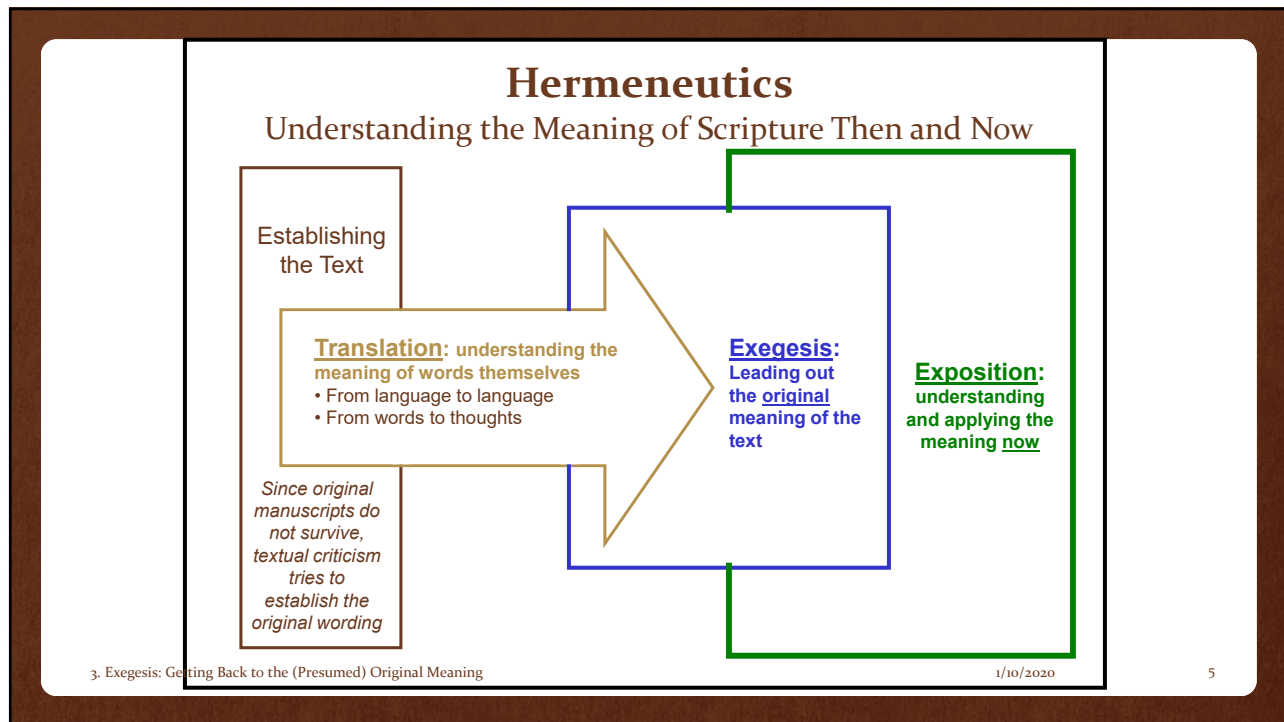 Hermeneutics
Understanding the Meaning of Scripture Then and Now
Establishing
the Text
Translation: understanding the
meaning of words themselves
• From language to language
• From words to thoughts
Since original
manuscripts do
not survive,
textual criticism
tries to
establish the
original wording
Exegesis:
Leading out
the original
meaning of the
text
Exposition:
understanding
and applying the
meaning now
3. Exegesis: Getting Back to the (Presumed) Original Meaning
1/10/2020
5